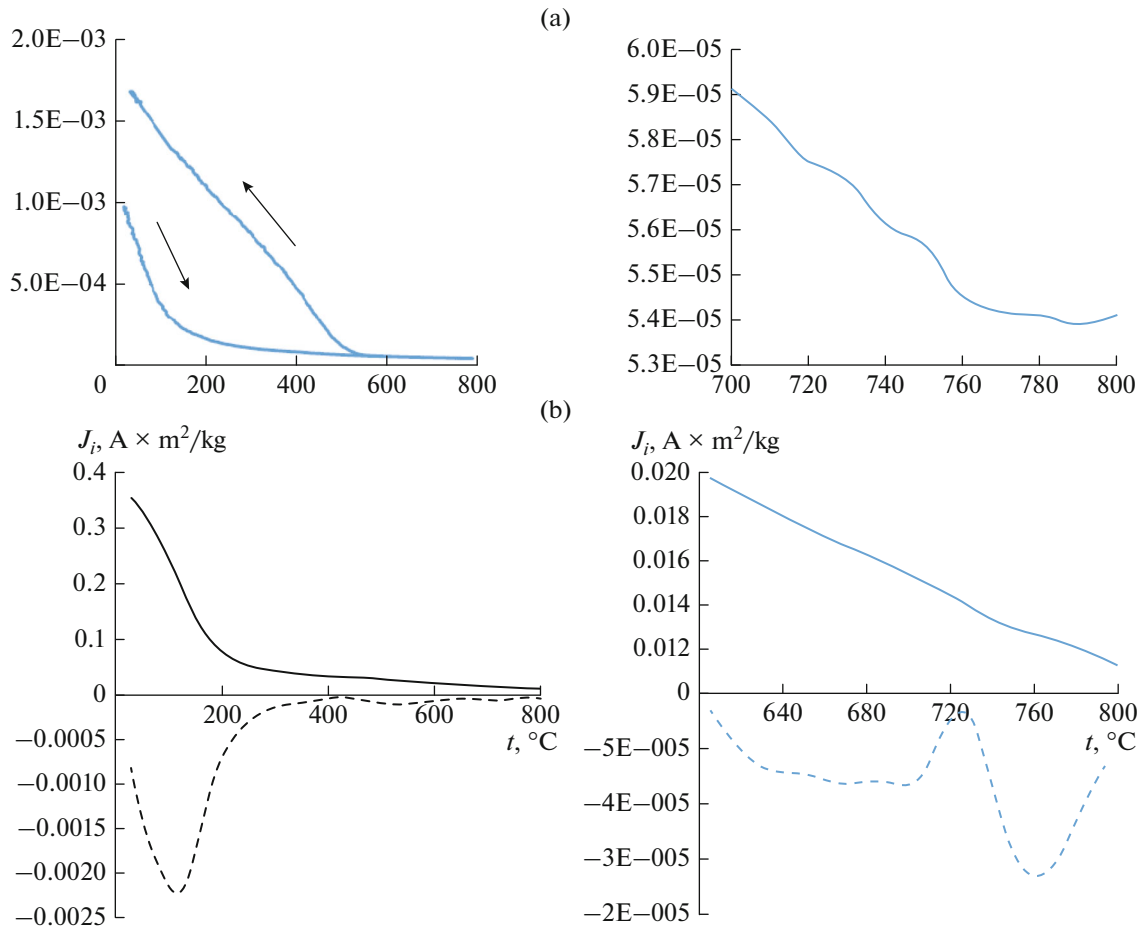 (a)
2.0E−03
1.5E−03
1.0E−03
5.0E−04
0 200 400 600 800
6.0E−05
5.9E−05
5.8E−05
5.7E−05
5.6E−05
5.5E−05
5.4E−05
5.3E−05
700 720 740 760 780 800
(b)
J_i, A × m²/kg
0.4
0.3
0.2
0.1
0
−0.0005
−0.0010
−0.0015
−0.0020
−0.0025
200 400 600 800
t, °C
J_i, A × m²/kg
0.020
0.018
0.016
0.014
0.012
0
−5E−005
−4E−005
−3E−005
−2E−005
640 680 720 760 800
t, °C